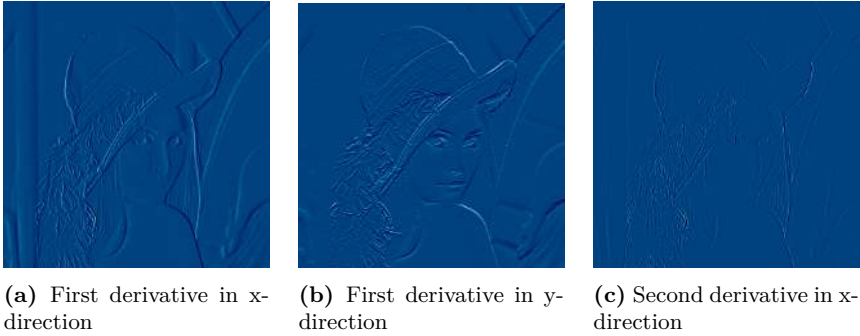 (a) First derivative in x-
direction
(b) First derivative in y-
direction
(c) Second derivative in x-
direction